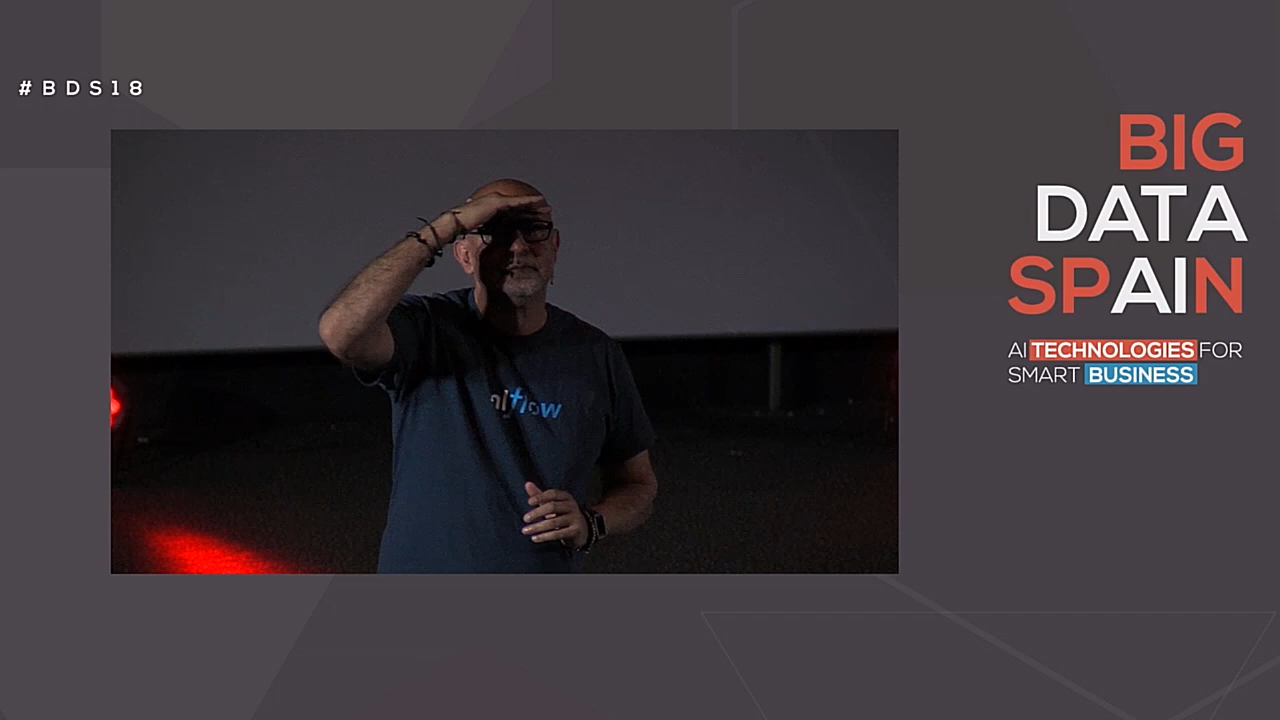 #BDS18
BIG
DATA
SPAIN
AI TECHNOLOGIES FOR
SMART BUSINESS